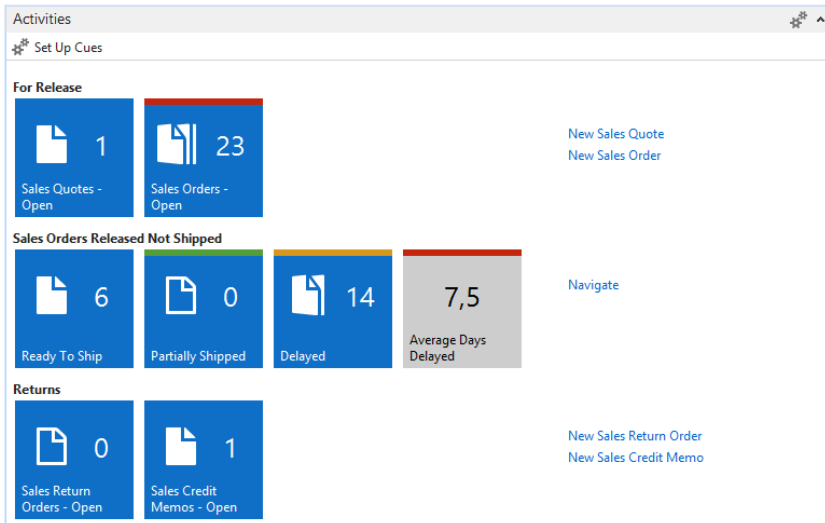 Activities
Set Up Cues
For Release
1
Sales Quotes -
Open
23
Sales Orders -
Open
New Sales Quote
New Sales Order
Sales Orders Released Not Shipped
6
Ready To Ship
0
Partially Shipped
14
Delayed
7,5
Average Days
Delayed
Navigate
Returns
0
Sales Return
Orders - Open
1
Sales Credit
Memos - Open
New Sales Return Order
New Sales Credit Memo